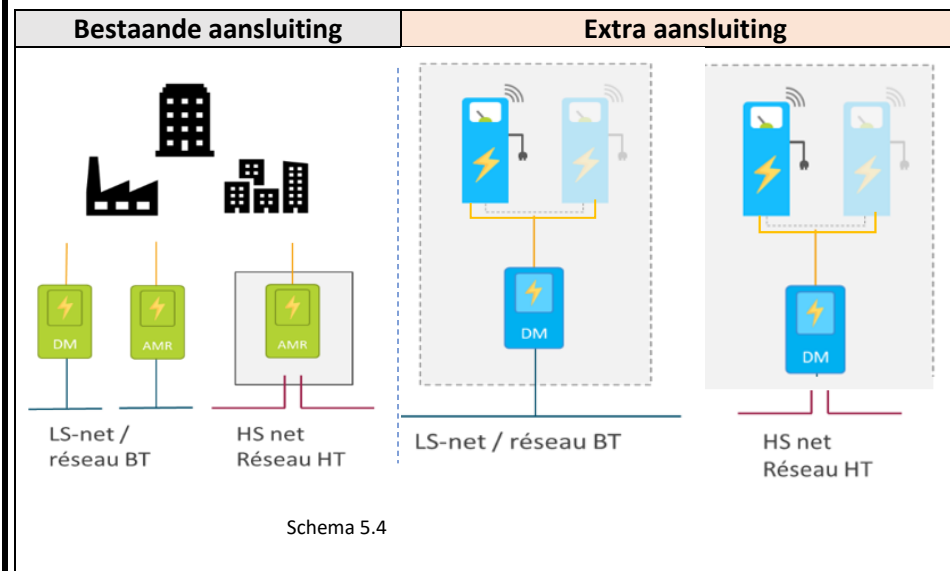 Bestaande aansluiting
Extra aansluiting
DM
AMR
AMR
DM
DM
LS-net /
réseau BT
HS net
Réseau HT
LS-net / réseau BT
HS net
Réseau HT
Schema 5.4